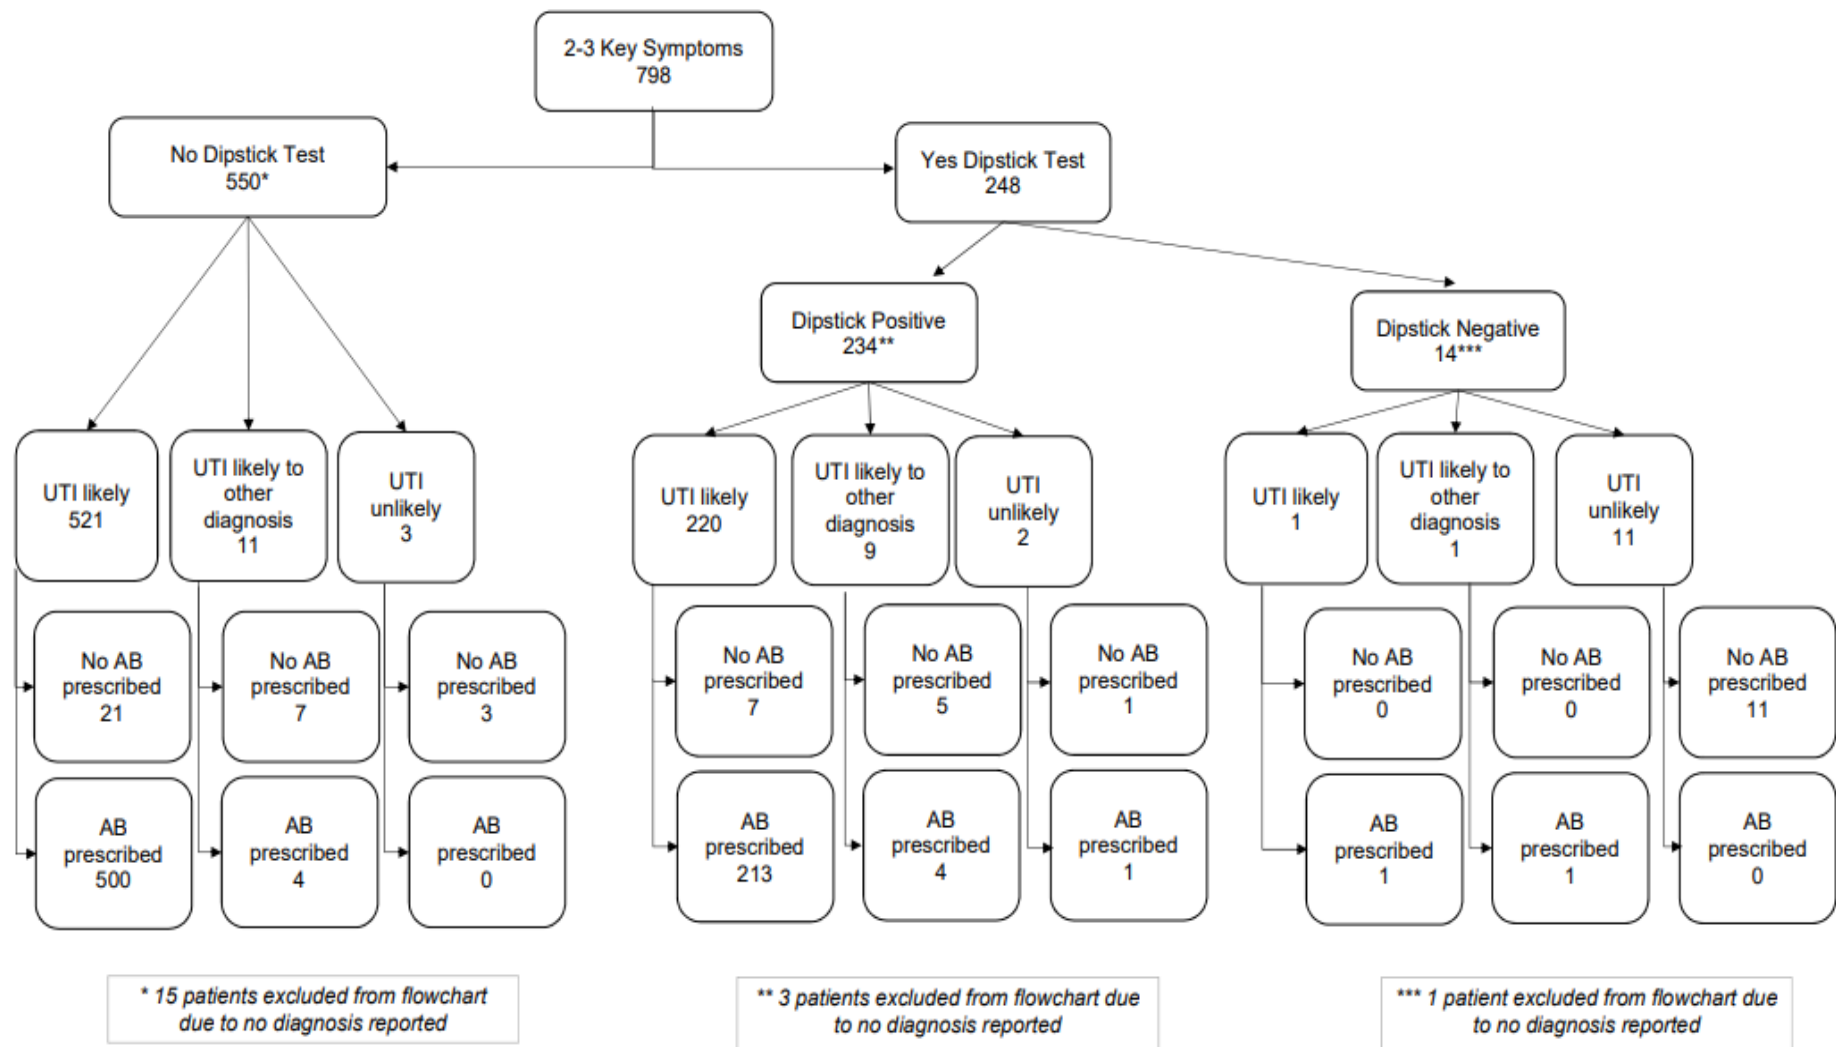 2-3 Key Symptoms
798
No Dipstick Test
550*
Yes Dipstick Test
248
Dipstick Positive
234**
Dipstick Negative
14***
UTI likely
521
UTI likely to
other
diagnosis
11
UTI
unlikely
3
UTI likely
220
UTI likely to
other
diagnosis
9
UTI
unlikely
2
UTI likely
1
UTI likely to
other
diagnosis
1
UTI
unlikely
11
No AB
prescribed
21
No AB
prescribed
7
No AB
prescribed
3
No AB
prescribed
7
No AB
prescribed
5
No AB
prescribed
1
No AB
prescribed
0
No AB
prescribed
0
No AB
prescribed
11
AB
prescribed
500
AB
prescribed
4
AB
prescribed
0
AB
prescribed
213
AB
prescribed
4
AB
prescribed
1
AB
prescribed
1
AB
prescribed
1
AB
prescribed
0
* 15 patients excluded from flowchart
due to no diagnosis reported
** 3 patients excluded from flowchart due
to no diagnosis reported
*** 1 patient excluded from flowchart due
to no diagnosis reported